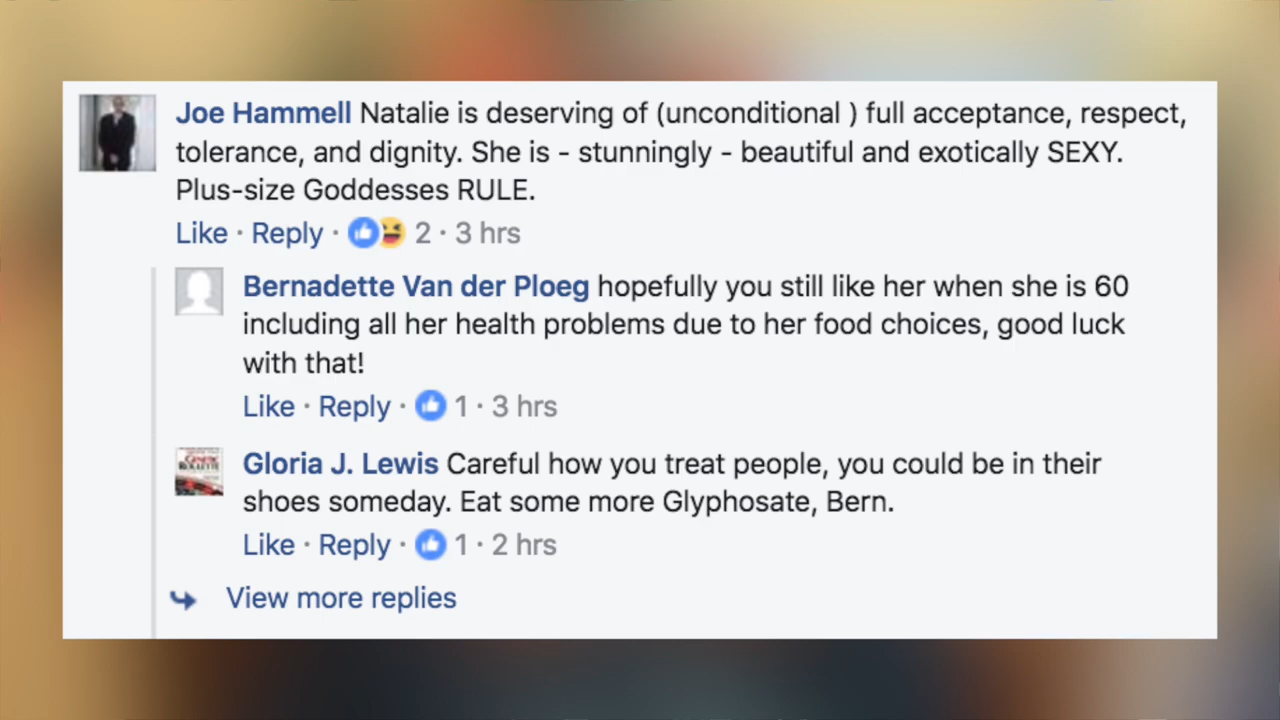 Joe Hammell Natalie is deserving of (unconditional ) full acceptance, respect,
tolerance, and dignity. She is - stunningly - beautiful and exotically SEXY.
Plus-size Goddesses RULE.
Like · Reply · 2 · 3 hrs
Bernadette Van der Ploeg hopefully you still like her when she is 60
including all her health problems due to her food choices, good luck
with that!
Like · Reply · 1 · 3 hrs
ROULETTE
Gloria J. Lewis Careful how you treat people, you could be in their
shoes someday. Eat some more Glyphosate, Bern.
Like · Reply · 1 · 2 hrs
View more replies